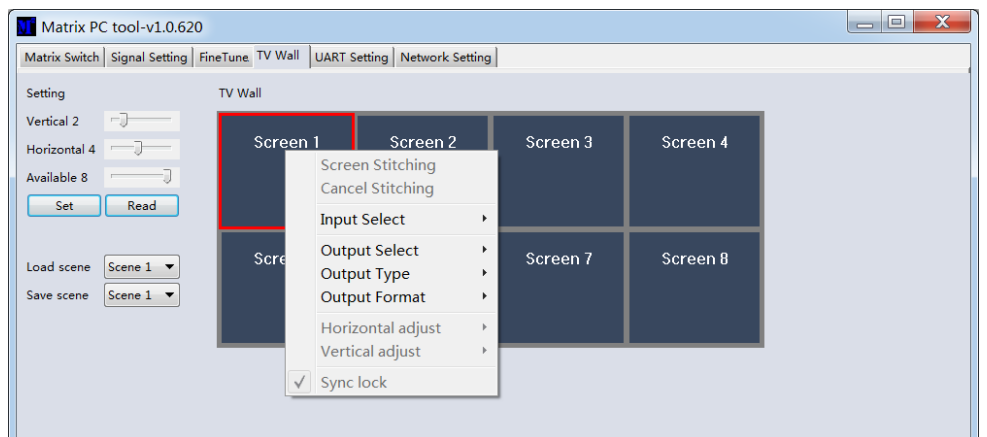 Matrix PC tool-v1.0.620
Matrix Switch Signal Setting FineTune. TV Wall UART Setting Network Setting
Setting
Vertical 2
Horizontal 4
Available 8
Set Read
Load scene Scene 1
Save scene Scene 1
TV Wall
Screen 1 Screen 2 Screen 3 Screen 4
Scre Screen 7 Screen 8
Screen Stitching
Cancel Stitching
Input Select
Output Select
Output Type
Output Format
Horizontal adjust
Vertical adjust
Sync lock